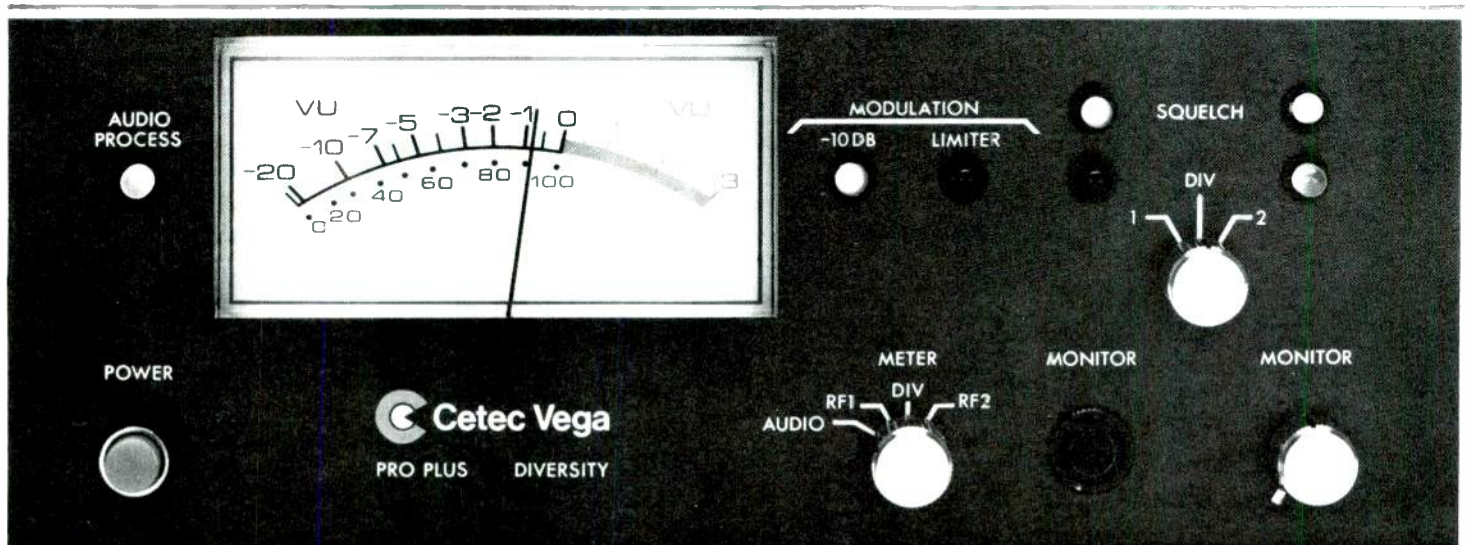 AUDIO
PROCESS
VU
VU
-20
-10
-7
-5
-3
-2
-1
0
3
0
20
40
60
80
100
MODULATION
-10 DB
LIMITER
SQUELCH
1
DIV
2
POWER
Cetec Vega
PRO PLUS
DIVERSITY
METER
AUDIO
RF1
DIV
RF2
MONITOR
MONITOR